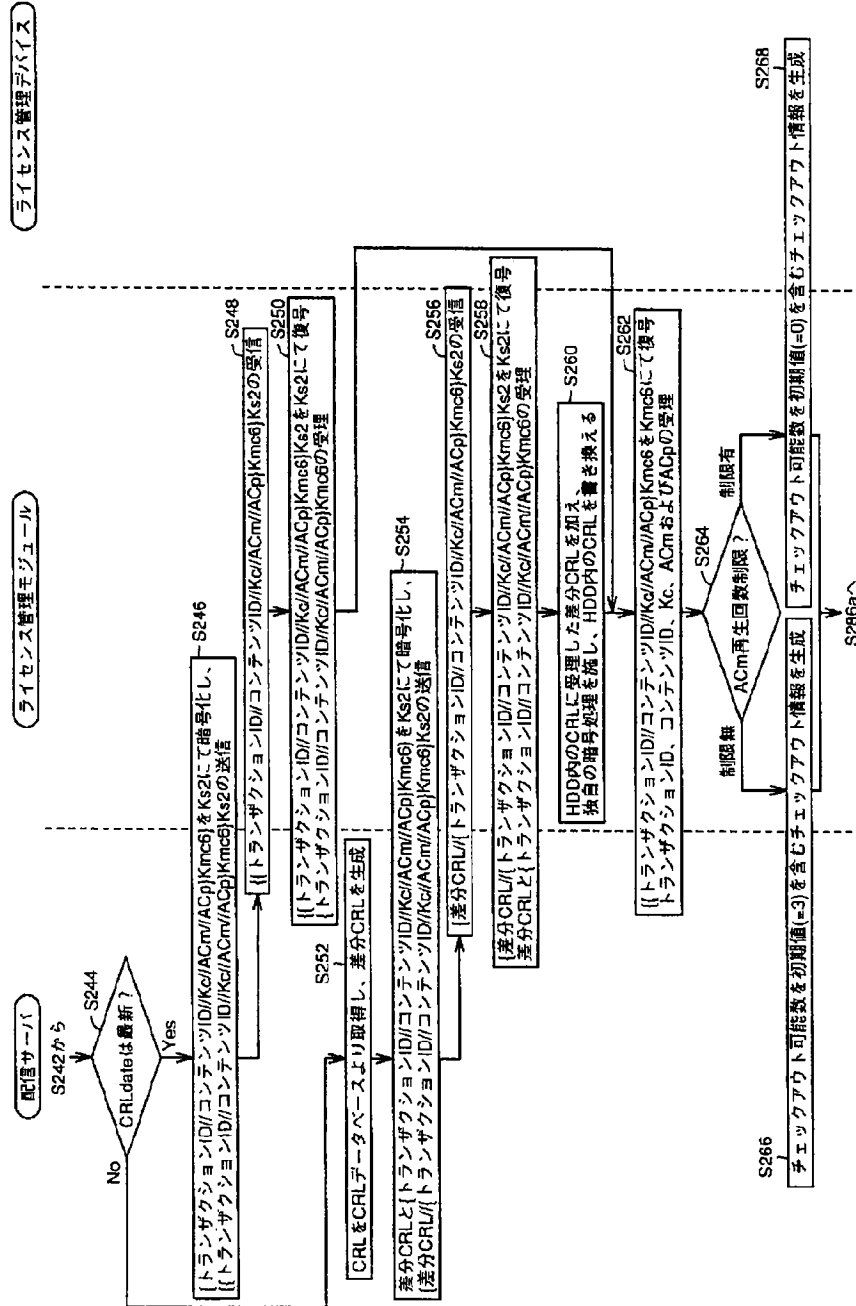 配信サーバ
ライセンス管理モジュール
ライセンス管理デバイス
S242から
S244
CRLdateは最新？
No
Yes
S246
{トランザクションID//コンテンツID//Kc//ACm//ACp}Kmc6}をKs2にて暗号化し、
{{トランザクションID//コンテンツID//Kc//ACm//ACp}Kmc6}Ks2の送信
S248
{{トランザクションID//コンテンツID//Kc//ACm//ACp}Kmc6}Ks2の受信
S250
{{トランザクションID//コンテンツID//Kc//ACm//ACp}Kmc6}Ks2をKs2にて復号
{トランザクションID//コンテンツID//Kc//ACm//ACp}Kmc6の受理
S252
CRLをCRLデータベースより取得し、差分CRLを生成
S254
差分CRLと{トランザクションID//コンテンツID//Kc//ACm//ACp}Kmc6}をKs2にて暗号化し、
{差分CRL//{トランザクションID//コンテンツID//Kc//ACm//ACp}Kmc6}Ks2の送信
S256
{差分CRL//{トランザクションID//コンテンツID//Kc//ACm//ACp}Kmc6}Ks2の受信
S258
{差分CRL//{トランザクションID//コンテンツID//Kc//ACm//ACp}Kmc6}Ks2をKs2にて復号
差分CRLと{トランザクションID//コンテンツID//Kc//ACm//ACp}Kmc6の受理
S260
HDD内のCRLに受理した差分CRLを加え、
独自の暗号処理を施し、HDD内のCRLを書き換える
S262
{{トランザクションID//コンテンツID//Kc//ACm//ACp}Kmc6をKmc6にて復号
トランザクションID、コンテンツID、Kc、ACmおよびACpの受理
S264
ACm再生回数制限？
制限無
制限有
S266
チェックアウト可能数を初期値(=3)を含むチェックアウト情報を生成
S268
チェックアウト可能数を初期値(=0)を含むチェックアウト情報を生成
S286aへ